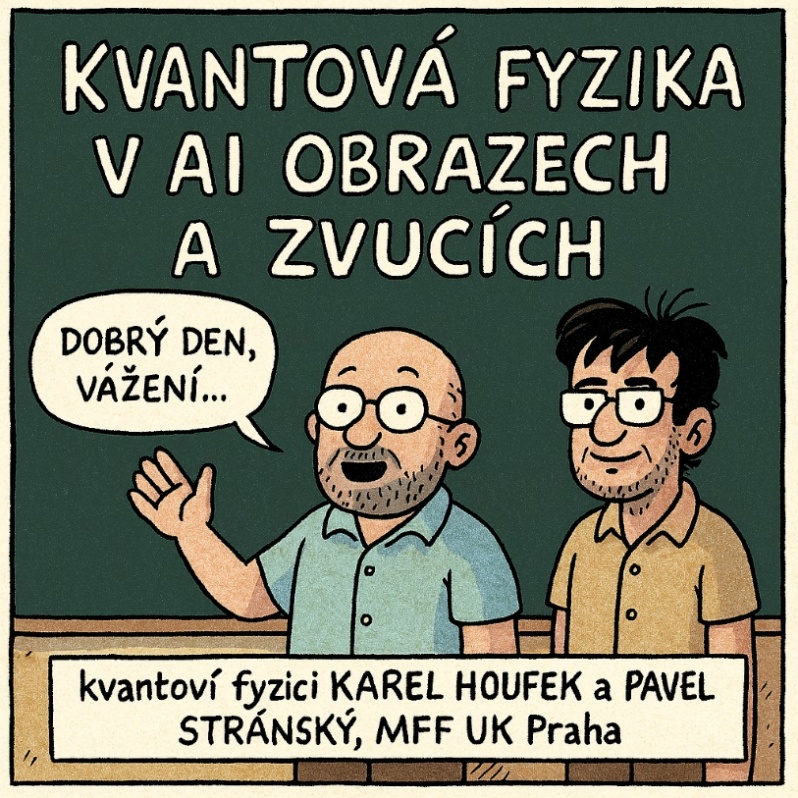 KVANTOVÁ FYZIKA
V AI OBRAZECH
A ZVUCÍCH
DOBRÝ DEN,
VÁŽENÍ...
kvantoví fyzici KAREL HOUFEK a PAVEL
STRÁNSKÝ, MFF UK Praha